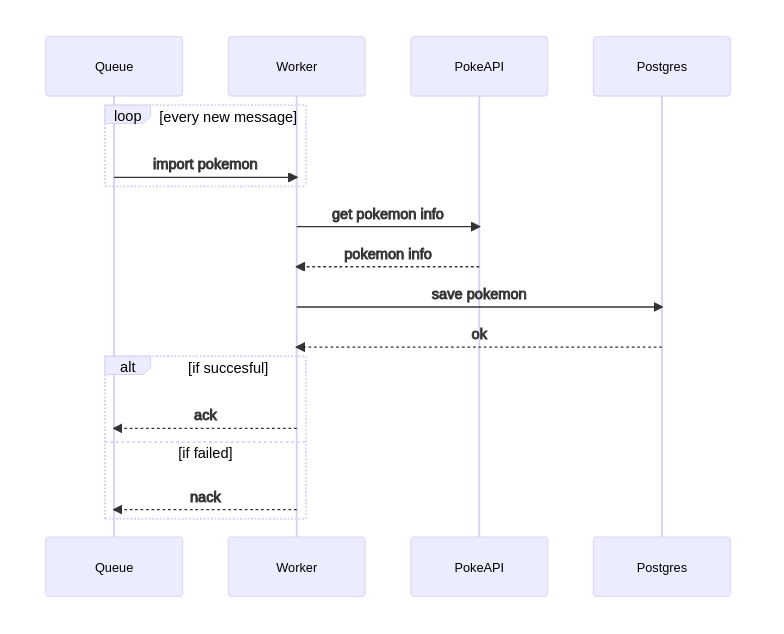 Queue
Worker
PokeAPI
Postgres
loop
[every new message]
import pokemon
get pokemon info
pokemon info
save pokemon
ok
alt
[if succesful]
ack
[if failed]
nack
Queue
Worker
PokeAPI
Postgres